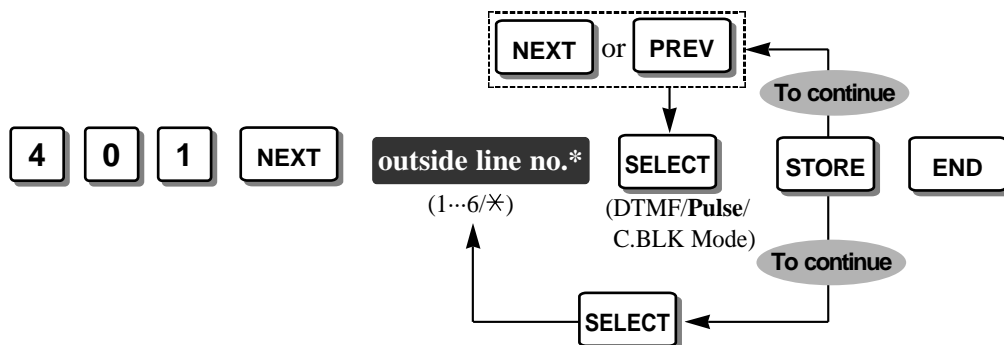 NEXT or PREV
To continue
4 0 1 NEXT outside line no.* SELECT STORE END
(1···6/✳)
(DTMF/Pulse/
C.BLK Mode)
To continue
SELECT